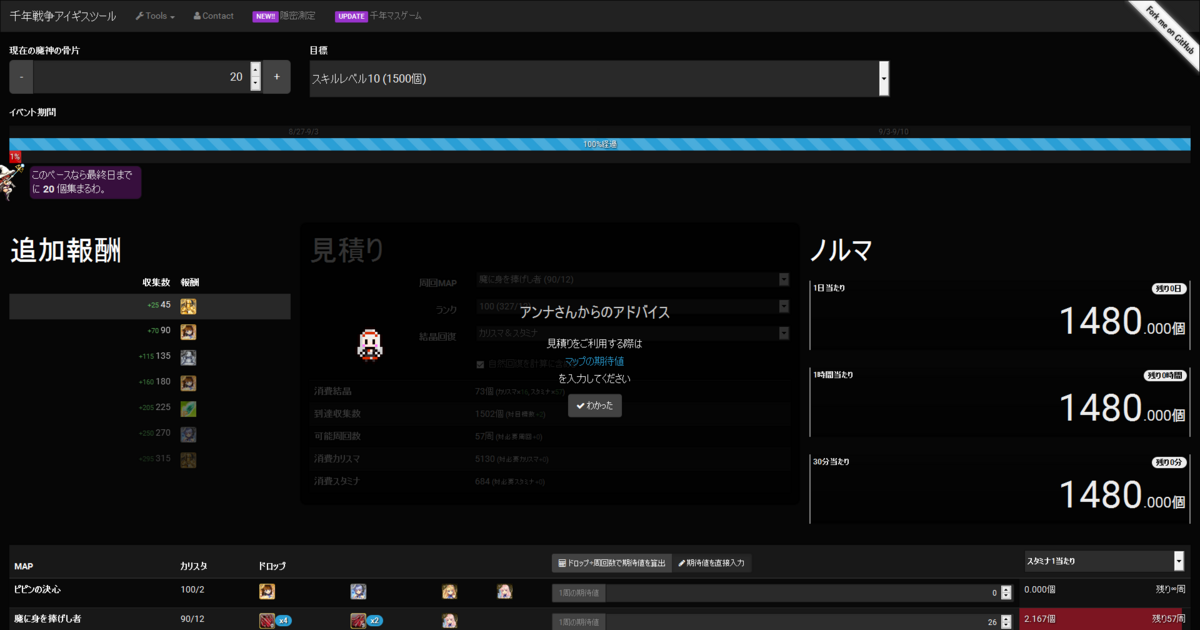 千年戦争アイギスツール Tools Contact NEW!! 隠密測定 UPDATE 千年マスゲーム
Fork me on GitHub
現在の魔神の骨片 目標
- 20 + スキルレベル10 (1500個)
イベント期間
8/27-9/3 9/3-9/10
100%経過
1%
このペースなら最終日まで
に 20 個集まるわ。
追加報酬
収集数 報酬
+25 45
+70 90
+115 135
+160 180
+205 225
+250 270
+295 315
見積り
周回MAP 魔に身を捧げし者 (90/12)
ランク 100 (327/12)
結晶回復 カリスマ&スタミナ
アンナさんからのアドバイス
見積りをご利用する際は
マップの期待値
を入力してください
わかった
消費結晶 73個
到達収集数 1502個
可能周回数 57周
消費カリスマ 5130
消費スタミナ 684
ノルマ
1日当たり 残り0日
1480.000個
1時間当たり 残り0時間
1480.000個
30分当たり 残り0分
1480.000個
MAP カリスタ ドロップ ドロップ÷周回数で期待値を算出 期待値を直接入力 スタミナ1当たり
ピピンの決心 100/2 1周の期待値 0 0.000個 残り∞周
魔に身を捧げし者 90/12 x4 x2 1周の期待値 26 2.167個 残り57周